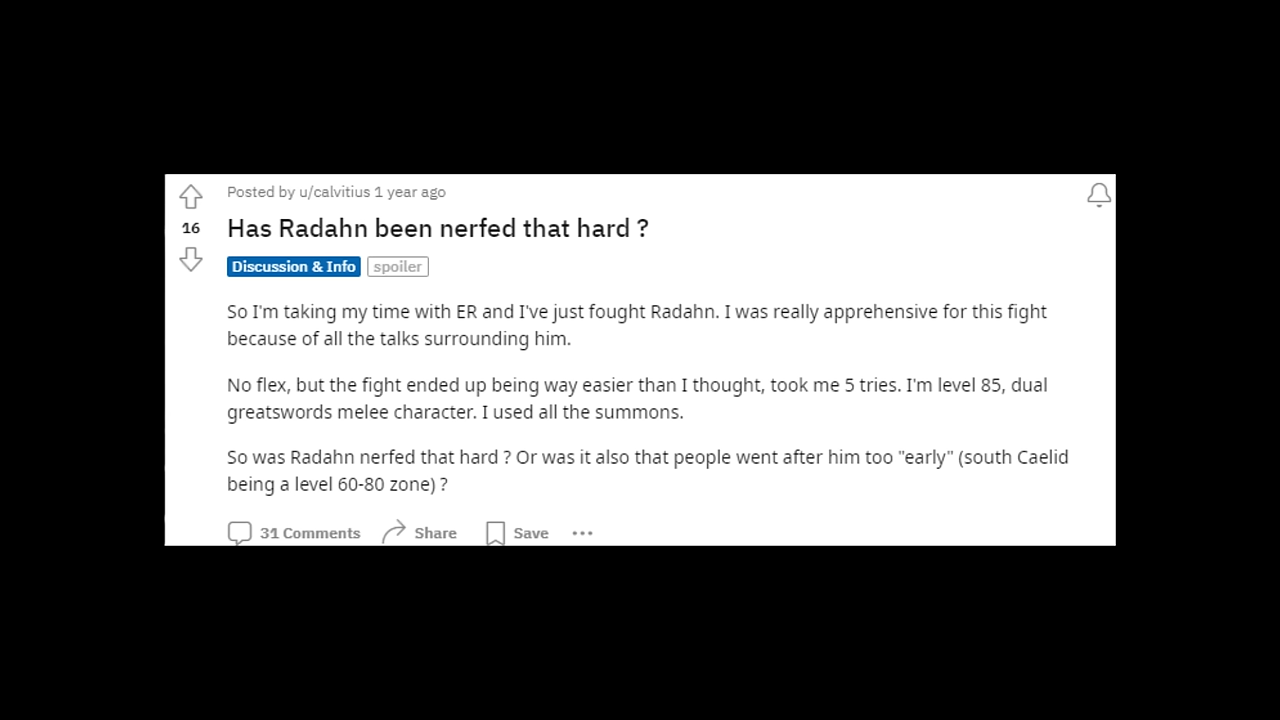 Posted by u/calvitius 1 year ago
16
Has Radahn been nerfed that hard ?
Discussion & Info spoiler
So I'm taking my time with ER and I've just fought Radahn. I was really apprehensive for this fight
because of all the talks surrounding him.
No flex, but the fight ended up being way easier than I thought, took me 5 tries. I'm level 85, dual
greatswords melee character. I used all the summons.
So was Radahn nerfed that hard ? Or was it also that people went after him too "early" (south Caelid
being a level 60-80 zone) ?
31 Comments Share Save